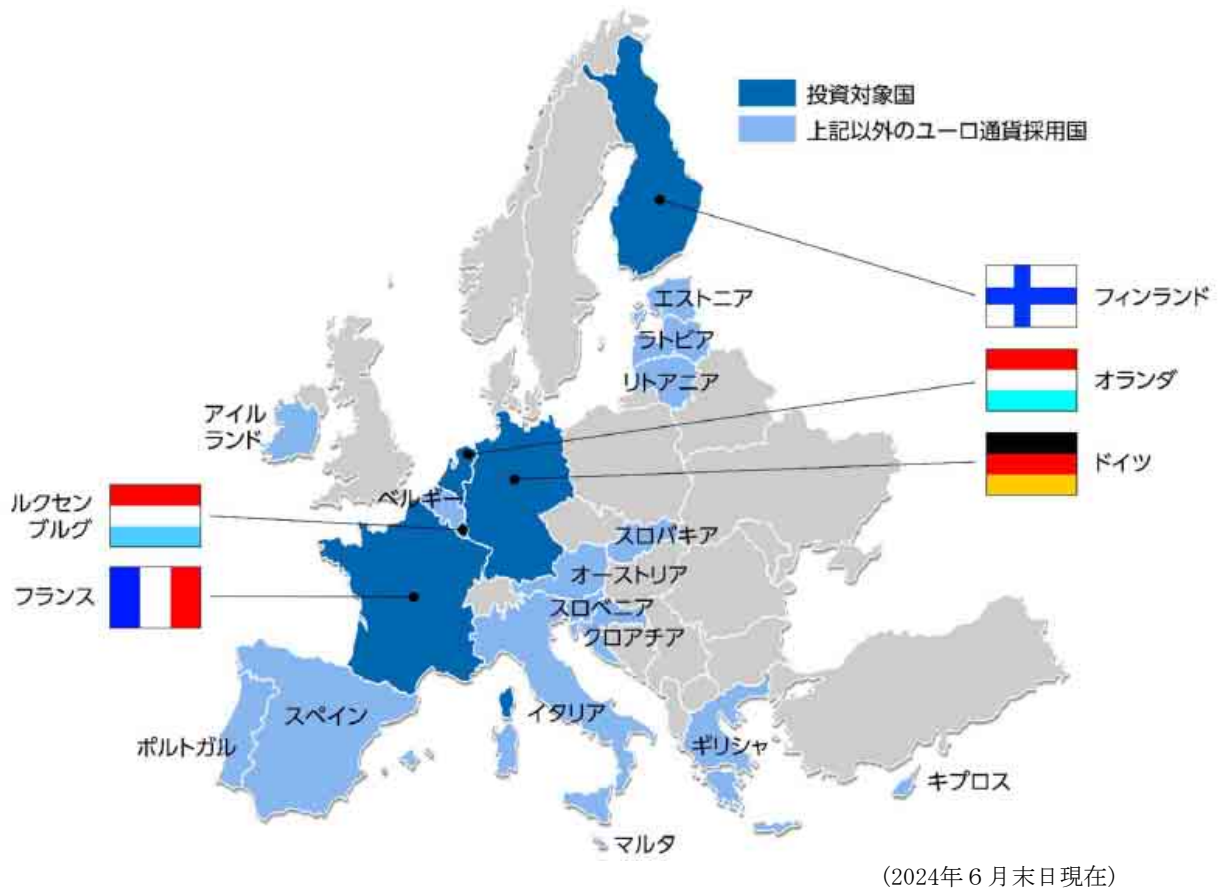 投資対象国
上記以外のユーロ通貨採用国
フィンランド
エストニア
ラトビア
リトアニア
オランダ
アイル
ランド
ドイツ
ベルギー
ルクセン
ブルグ
スロバキア
オーストリア
フランス
スロベニア
クロアチア
スペイン
イタリア
ポルトガル
ギリシャ
キプロス
マルタ
(2024年6月末日現在)